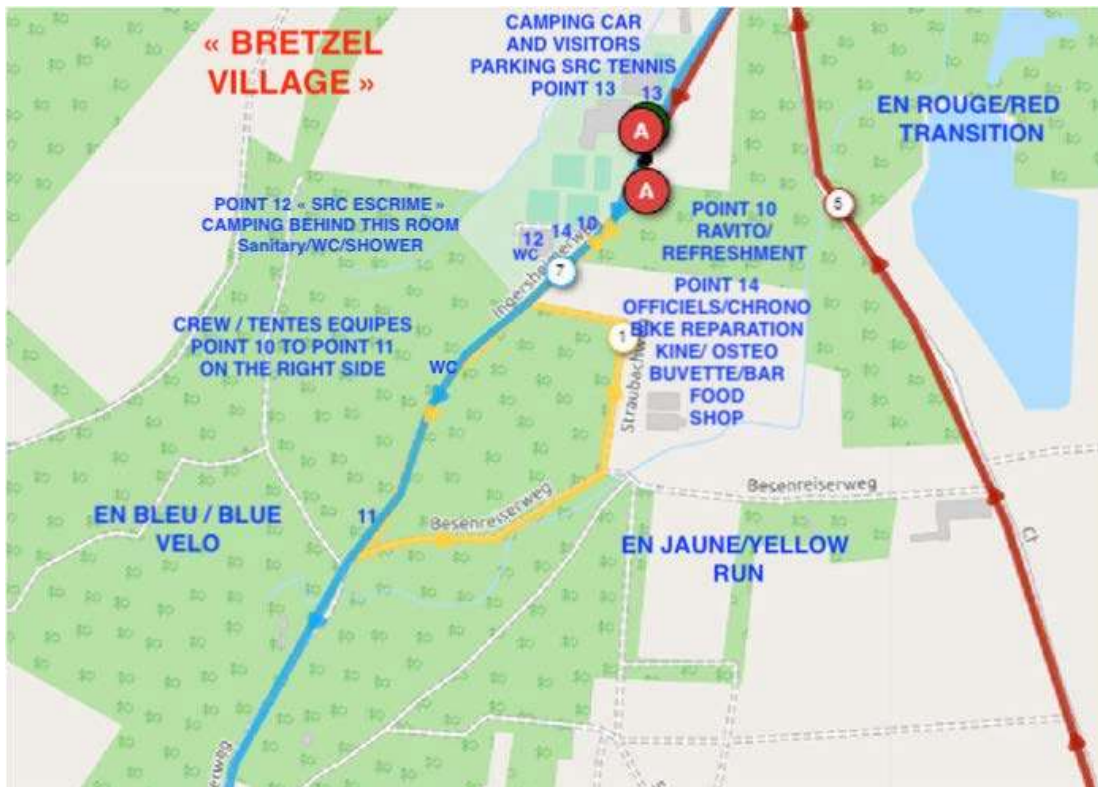 « BRETZEL
VILLAGE »
CAMPING CAR
AND VISITORS
PARKING SRC TENNIS
POINT 13
13
A
A
EN ROUGE/RED
TRANSITION
5
POINT 12 « SRC ESCRIME »
CAMPING BEHIND THIS ROOM
Sanitary/WC/SHOWER
12
WC
14
10
7
Ingersheimerweg
POINT 10
RAVITO/
REFRESHMENT
POINT 14
OFFICIELS/CHRONO
BIKE REPARATION
KINE/ OSTEO
BUVETTE/BAR
FOOD
SHOP
1
CREW / TENTES EQUIPES
POINT 10 TO POINT 11
ON THE RIGHT SIDE
WC
Besenreiserweg
Besenreiserweg
11
EN BLEU / BLUE
VELO
EN JAUNE/YELLOW
RUN